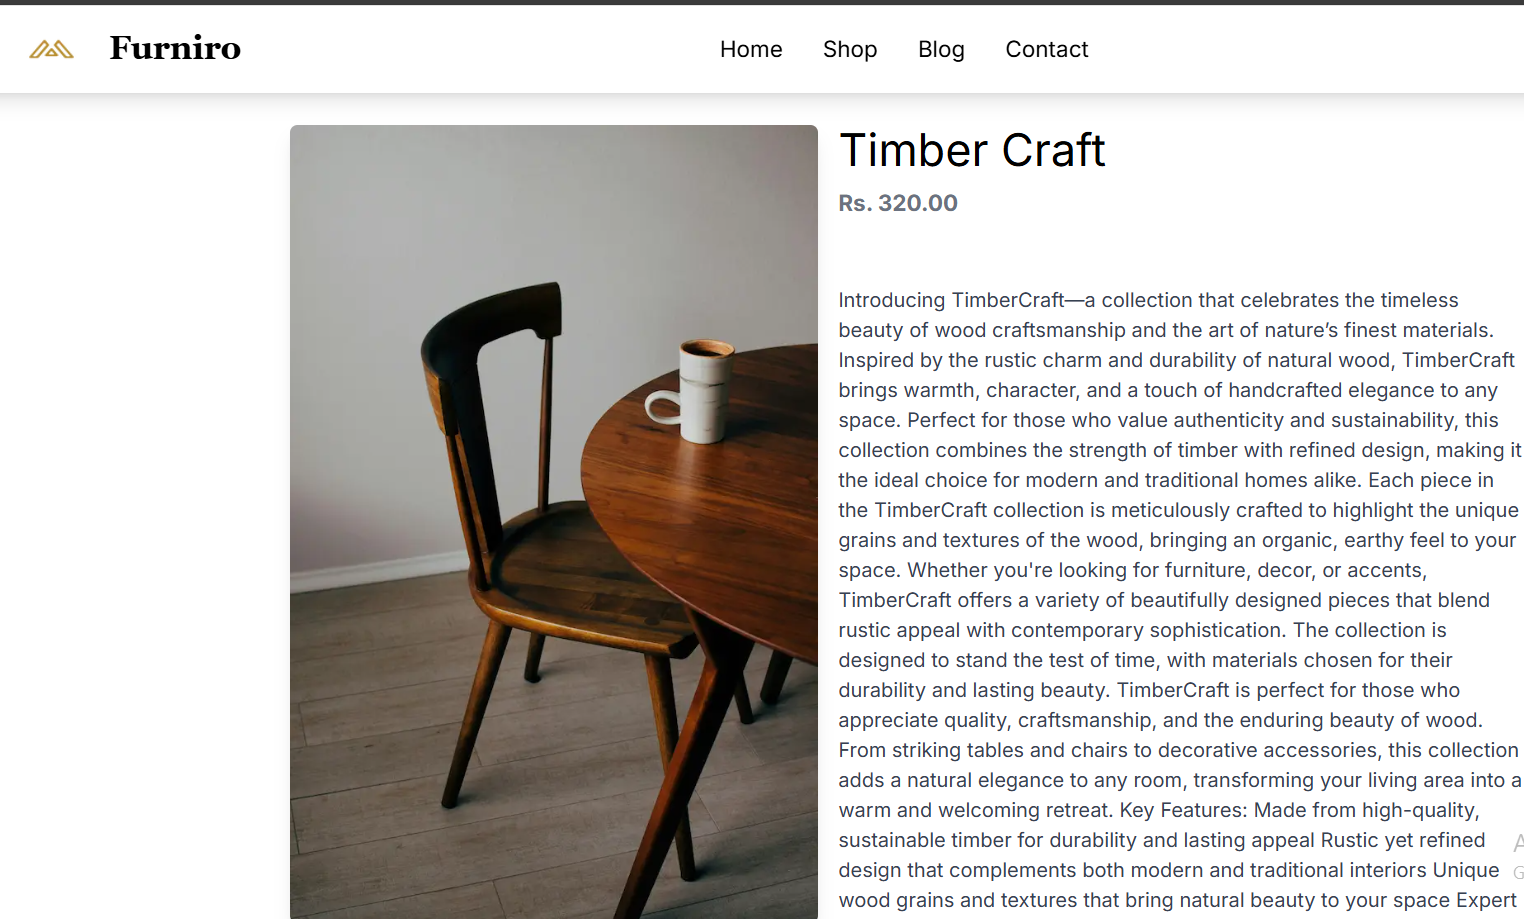 Furniro
Home Shop Blog Contact
Timber Craft
Rs. 320.00
Introducing TimberCraft—a collection that celebrates the timeless
beauty of wood craftsmanship and the art of nature’s finest materials.
Inspired by the rustic charm and durability of natural wood, TimberCraft
brings warmth, character, and a touch of handcrafted elegance to any
space. Perfect for those who value authenticity and sustainability, this
collection combines the strength of timber with refined design, making it
the ideal choice for modern and traditional homes alike. Each piece in
the TimberCraft collection is meticulously crafted to highlight the unique
grains and textures of the wood, bringing an organic, earthy feel to your
space. Whether you're looking for furniture, decor, or accents,
TimberCraft offers a variety of beautifully designed pieces that blend
rustic appeal with contemporary sophistication. The collection is
designed to stand the test of time, with materials chosen for their
durability and lasting beauty. TimberCraft is perfect for those who
appreciate quality, craftsmanship, and the enduring beauty of wood.
From striking tables and chairs to decorative accessories, this collection
adds a natural elegance to any room, transforming your living area into a
warm and welcoming retreat. Key Features: Made from high-quality,
sustainable timber for durability and lasting appeal Rustic yet refined
design that complements both modern and traditional interiors Unique
wood grains and textures that bring natural beauty to your space Expert